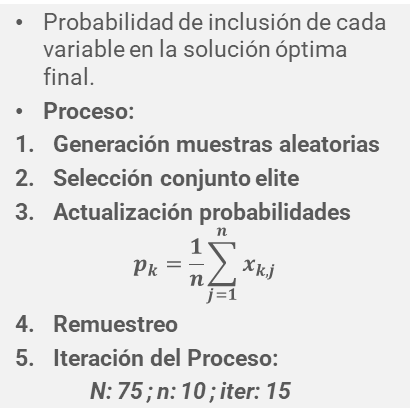 • Probabilidad de inclusión de cada
variable en la solución óptima
final.
• Proceso:
1. Generación muestras aleatorias
2. Selección conjunto elite
3. Actualización probabilidades
p_k = \frac{1}{n} \sum_{j=1}^{n} x_{k,j}
4. Remuestreo
5. Iteración del Proceso:
N: 75 ; n: 10 ; iter: 15